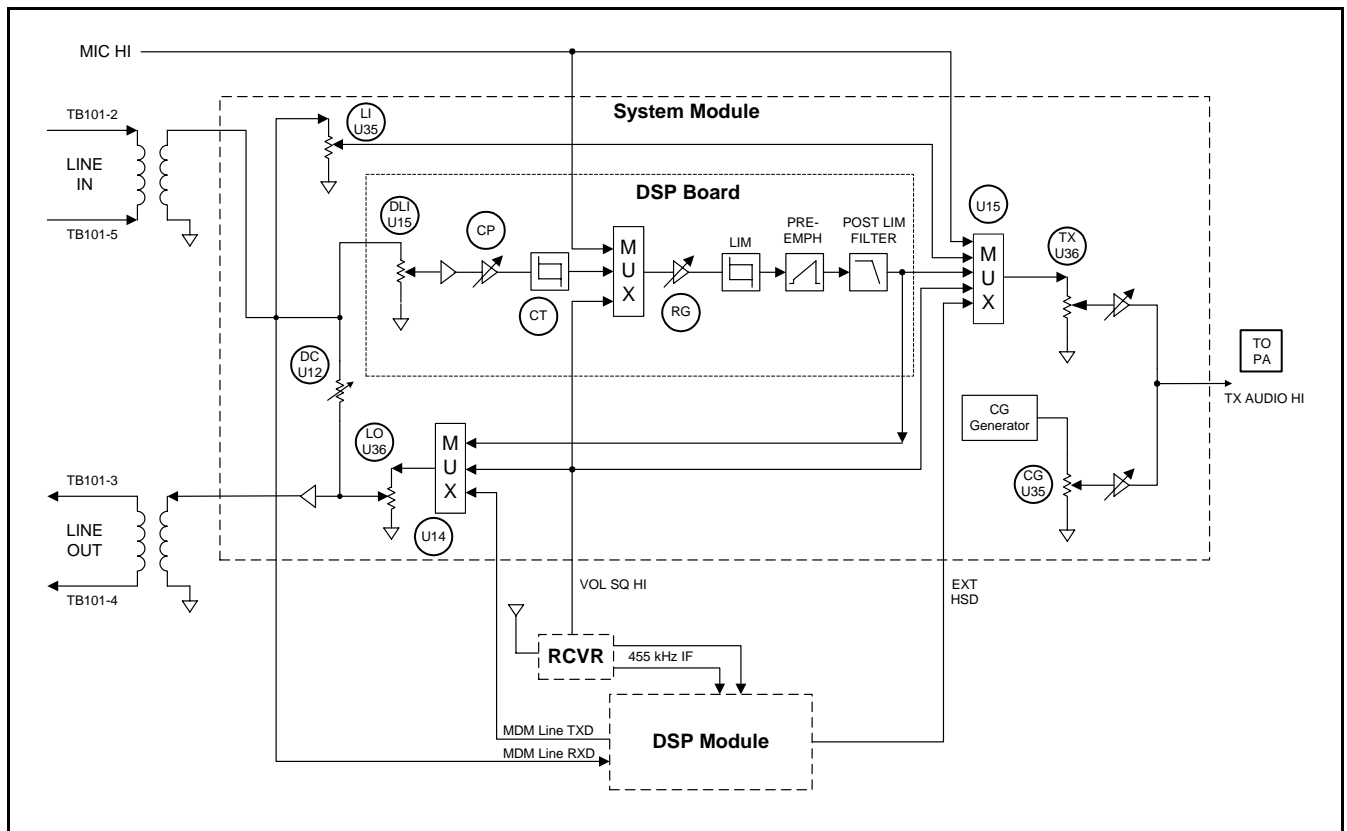 MIC HI
TB101-2
LINE
IN
TB101-5
System Module
LI
U35
DSP Board
DLI
U15
CP
CT
M
U
X
RG
LIM
PRE-
EMPH
POST LIM
FILTER
U15
M
U
X
TX
U36
DC
U12
LO
U36
M
U
X
U14
CG
Generator
CG
U35
TO
PA
TX AUDIO HI
TB101-3
LINE
OUT
TB101-4
VOL SQ HI
EXT
HSD
RCVR
455 kHz IF
MDM Line TXD
MDM Line RXD
DSP Module